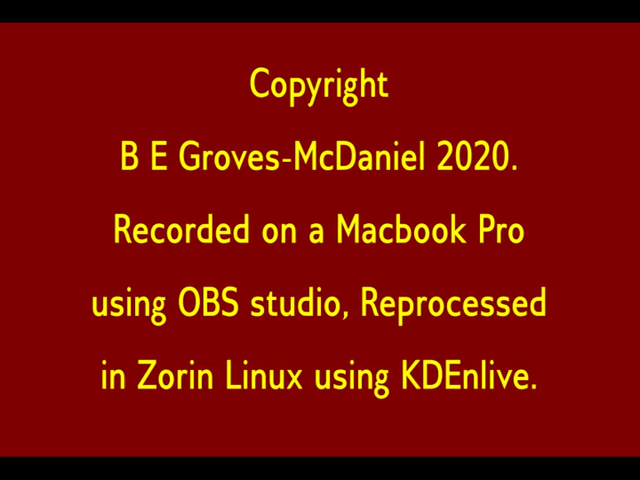 Copyright
B E Groves-McDaniel 2020.
Recorded on a Macbook Pro
using OBS studio, Reprocessed
in Zorin Linux using KDEnlive.